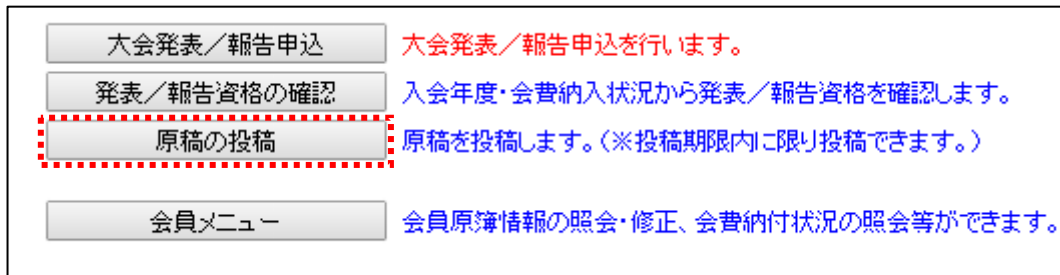 大会発表／報告申込 大会発表／報告申込を行います。
発表／報告資格の確認 入会年度・会費納入状況から発表／報告資格を確認します。
原稿の投稿 原稿を投稿します。（※投稿期限内に限り投稿できます。）
会員メニュー 会員原簿情報の照会・修正、会費納付状況の照会等ができます。